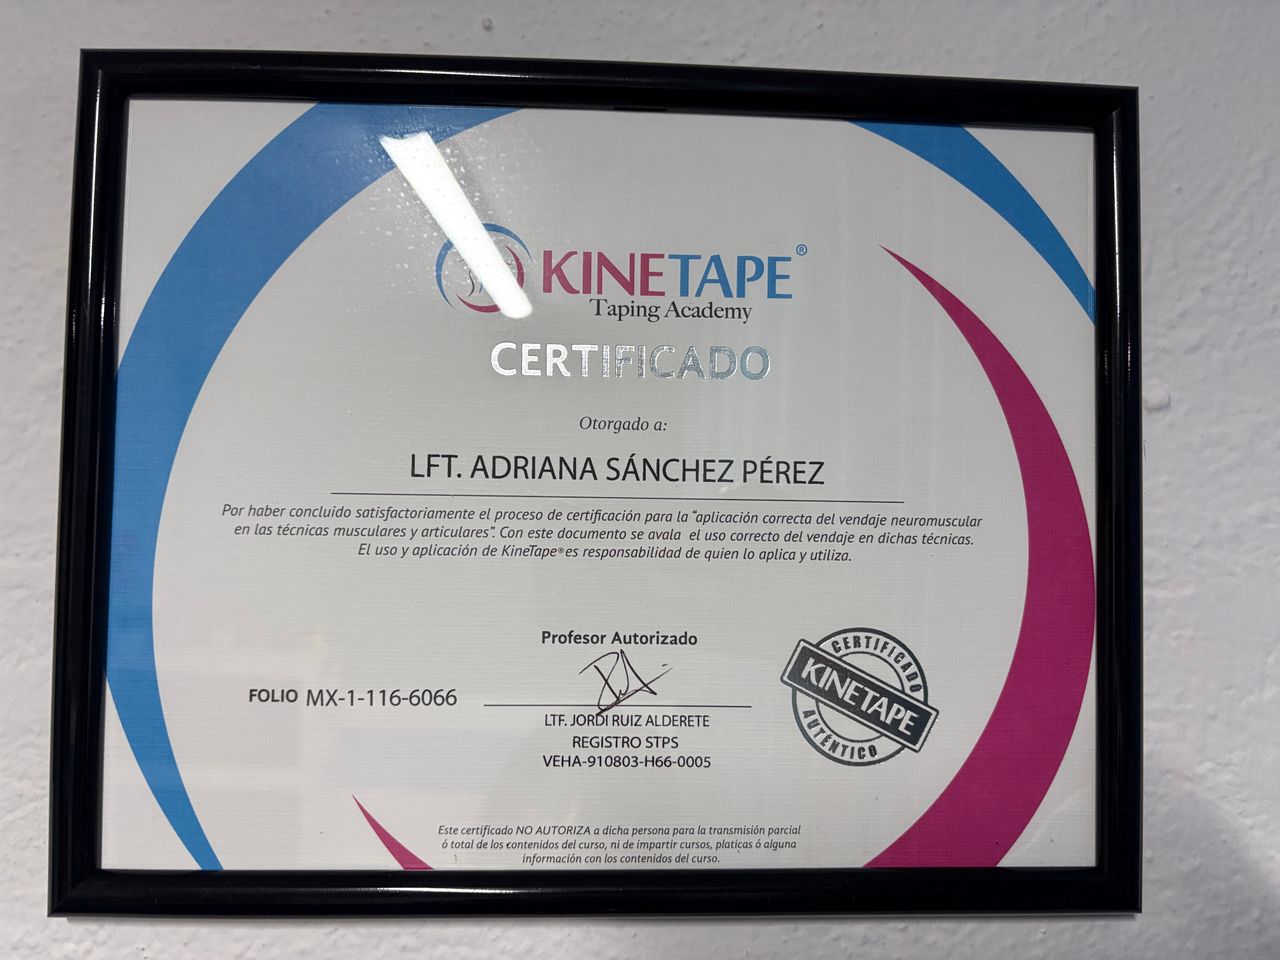 KINETAPE®
Taping Academy
CERTIFICADO
Otorgado a:
LFT. ADRIANA SÁNCHEZ PÉREZ
Por haber concluido satisfactoriamente el proceso de certificación para la "aplicación correcta del vendaje neuromuscular
en las técnicas musculares y articulares". Con este documento se avala el uso correcto del vendaje en dichas técnicas.
El uso y aplicación de KineTape® es responsabilidad de quien lo aplica y utiliza.
Profesor Autorizado
FOLIO MX-1-116-6066
LTF. JORDI RUIZ ALDERETE
REGISTRO STPS
VEHA-910803-H66-0005
CERTIFICADO
KINETAPE
AUTÉNTICO
Este certificado NO AUTORIZA a dicha persona para la transmisión parcial
ó total de los contenidos del curso, ni de impartir cursos, platicas ó alguna
información con los contenidos del curso.